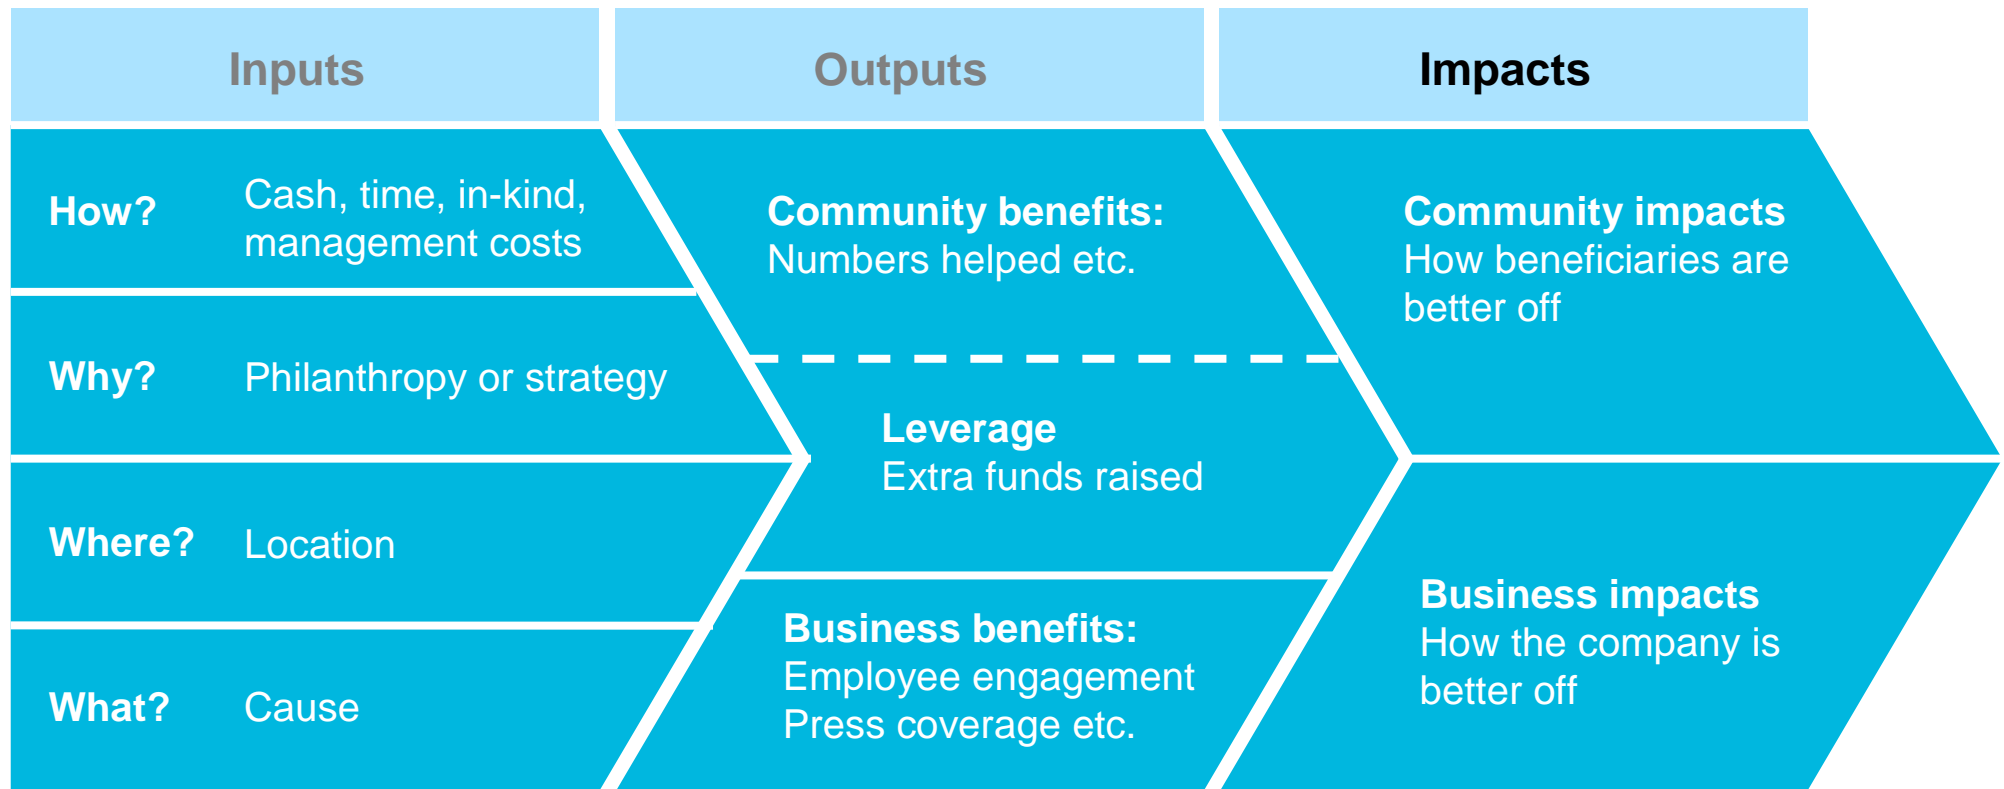 Inputs
Outputs
Impacts
How?
Cash, time, in-kind,
management costs
Why?
Philanthropy or strategy
Where?
Location
What?
Cause
Community benefits:
Numbers helped etc.
Leverage
Extra funds raised
Business benefits:
Employee engagement
Press coverage etc.
Community impacts
How beneficiaries are
better off
Business impacts
How the company is
better off